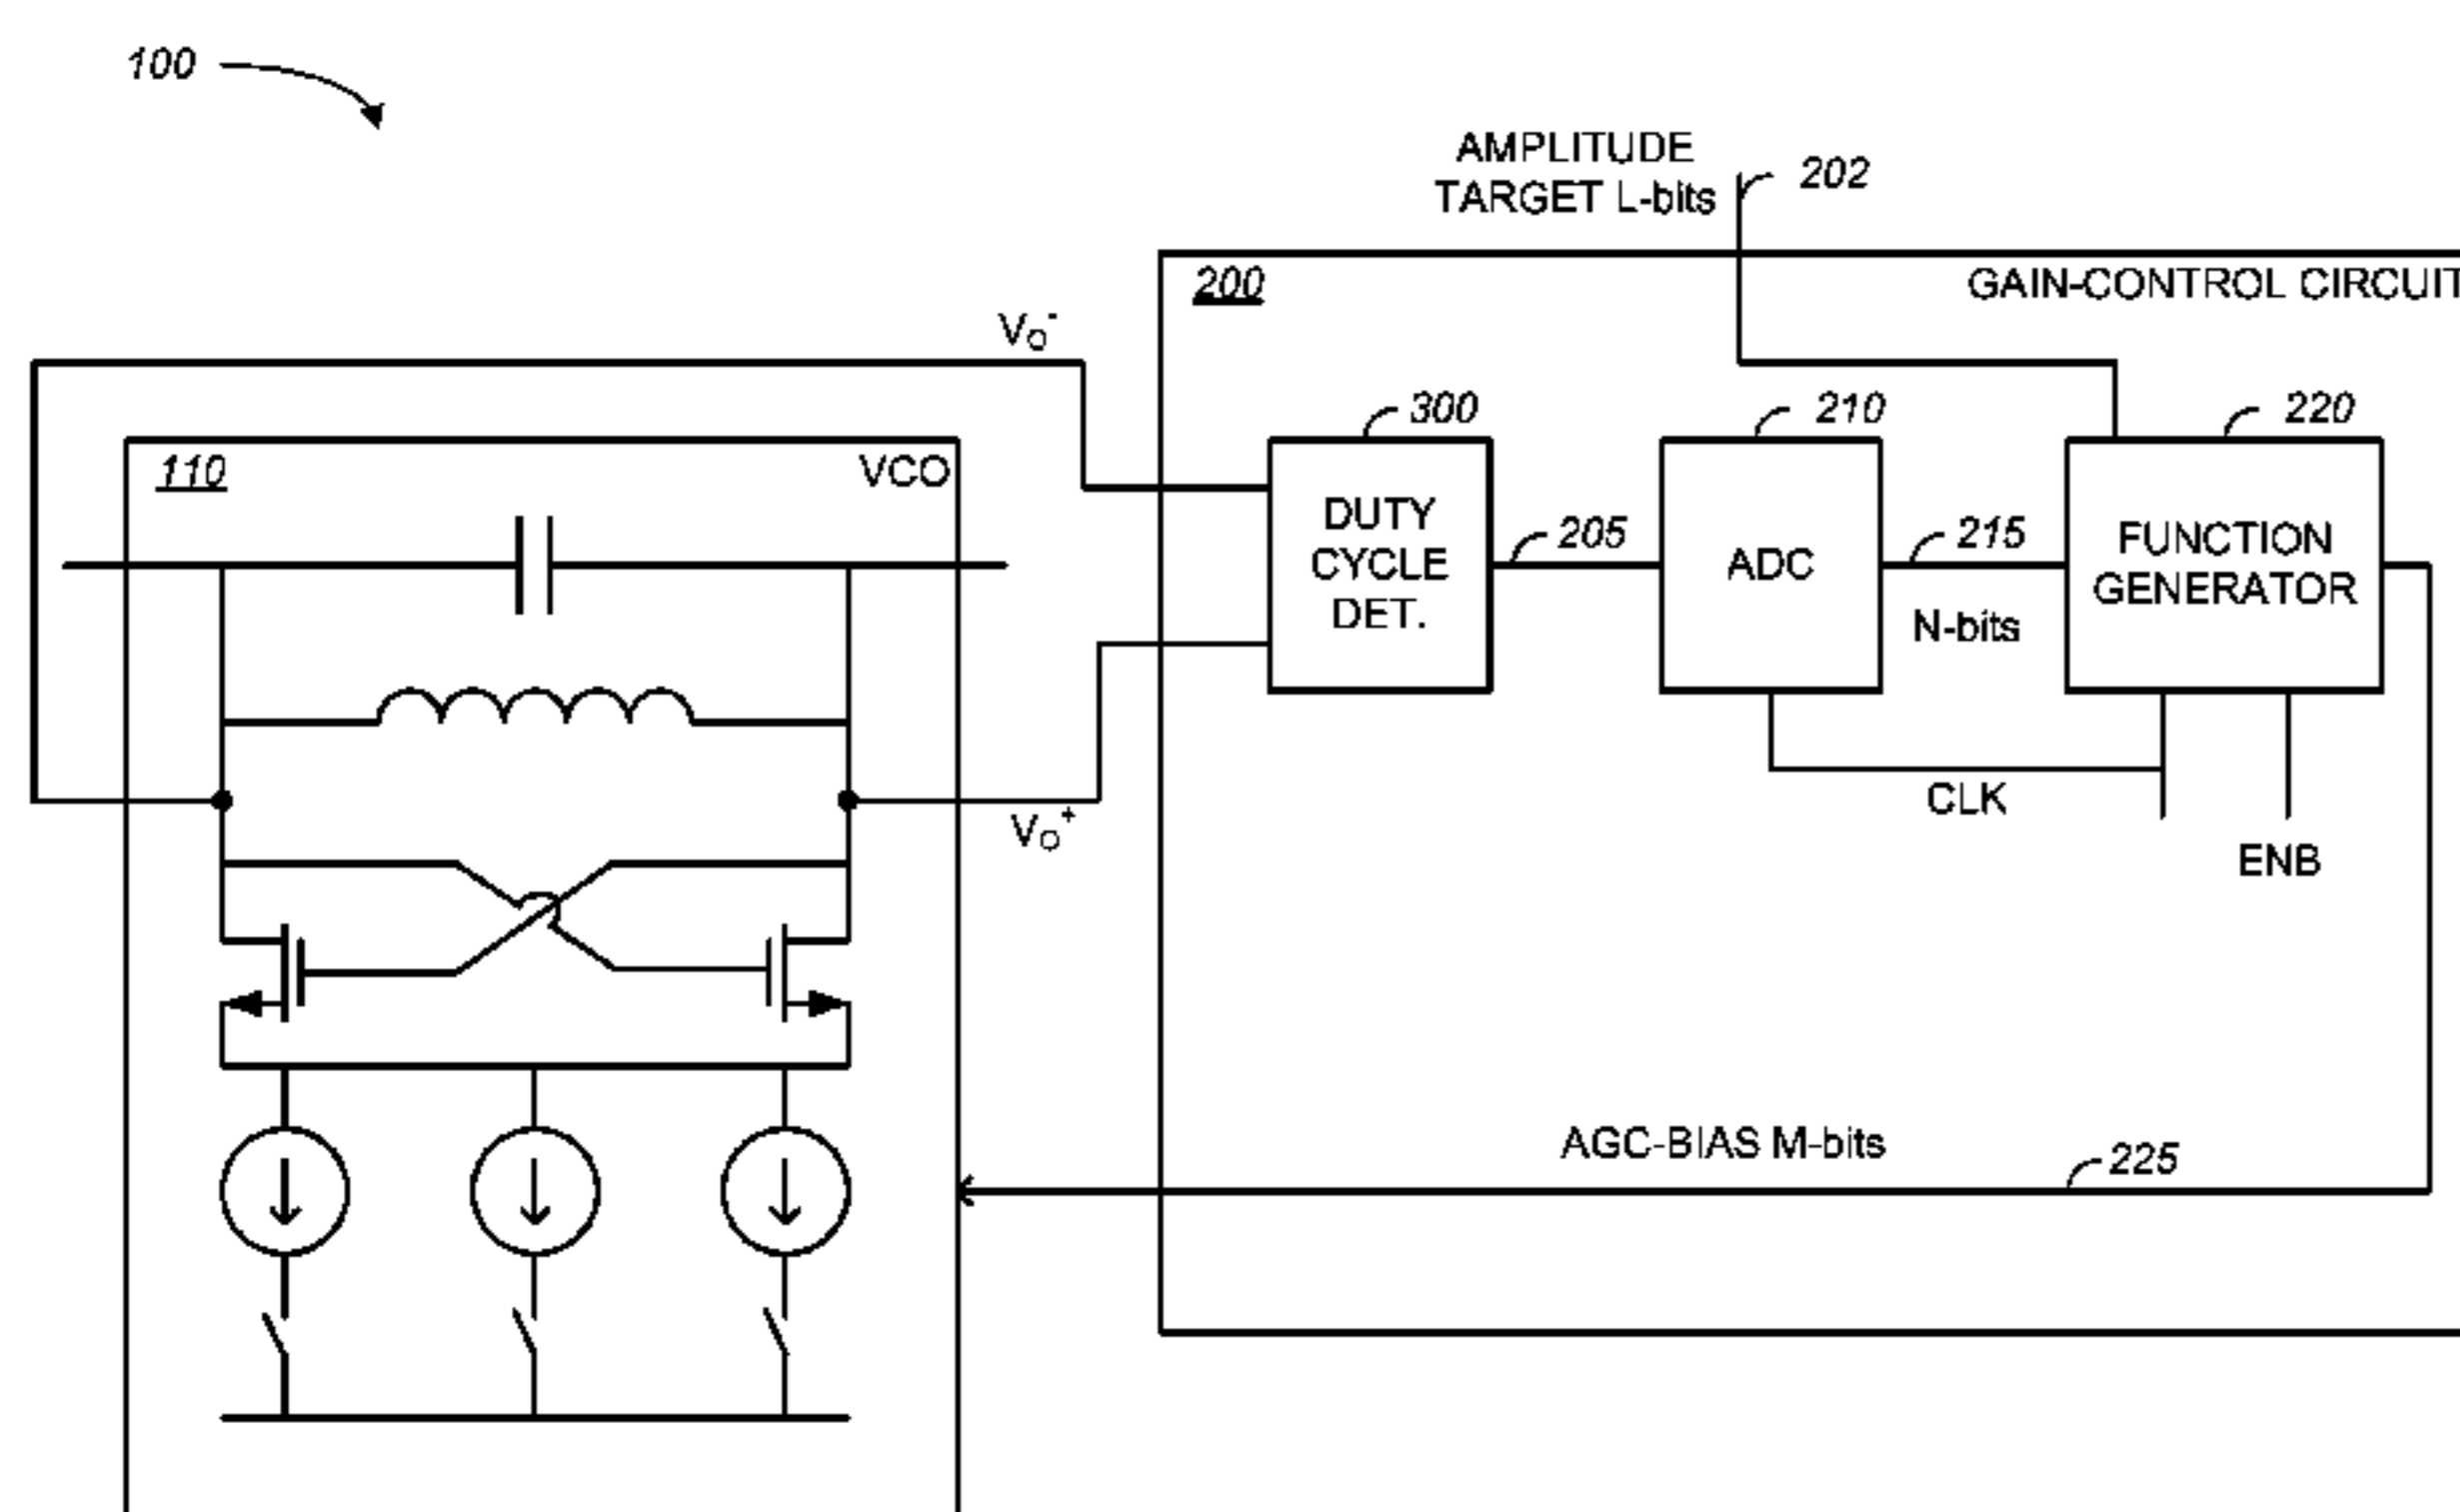 100
AMPLITUDE
TARGET L-bits
202
200
GAIN-CONTROL CIRCUIT
VO-
300
210
220
110
VCO
DUTY
CYCLE
DET.
205
ADC
215
N-bits
FUNCTION
GENERATOR
VO+
CLK
ENB
AGC-BIAS M-bits
225